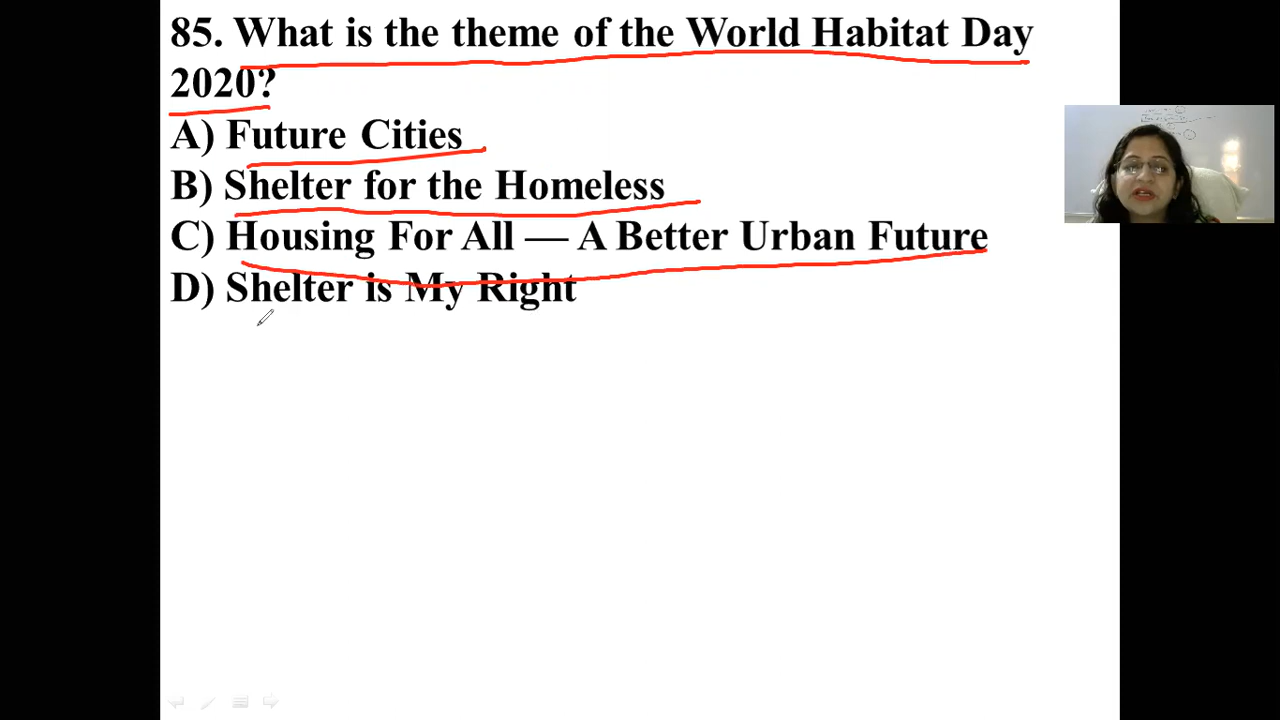 85. What is the theme of the World Habitat Day
2020?
A) Future Cities
B) Shelter for the Homeless
C) Housing For All — A Better Urban Future
D) Shelter is My Right